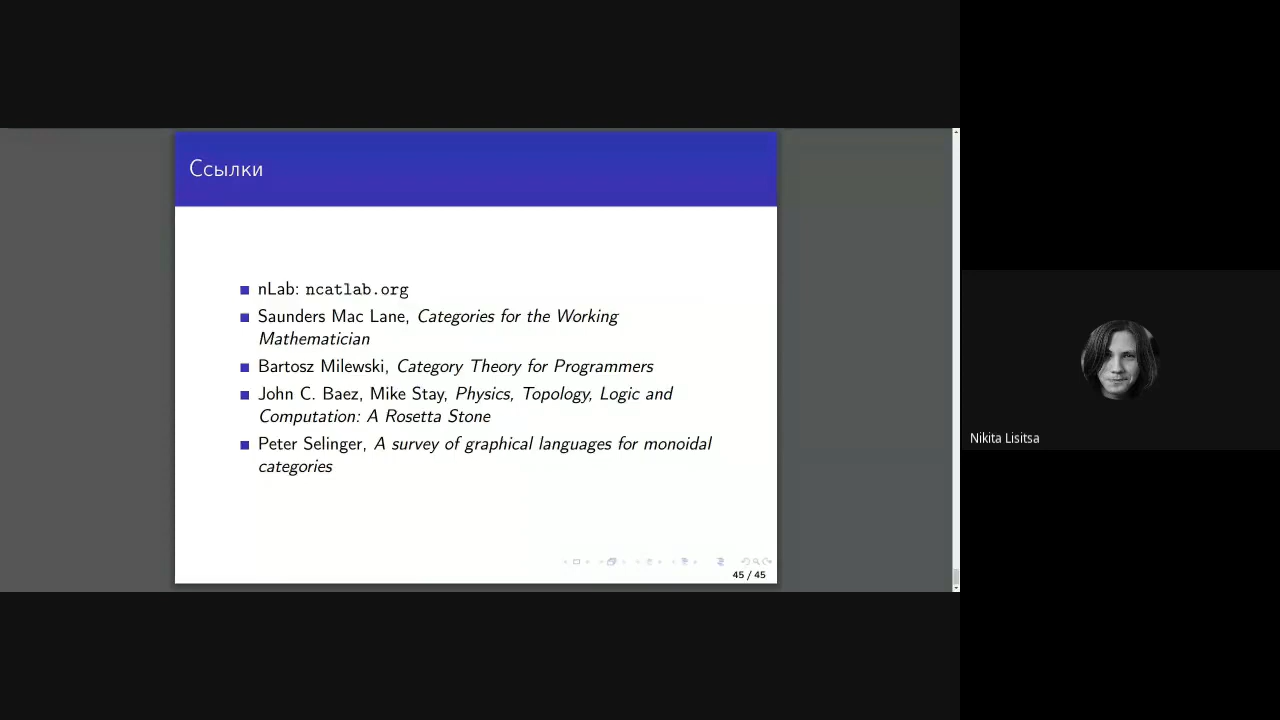 Ссылки
nLab: ncatlab.org
Saunders Mac Lane, Categories for the Working
Mathematician
Bartosz Milewski, Category Theory for Programmers
John C. Baez, Mike Stay, Physics, Topology, Logic and
Computation: A Rosetta Stone
Peter Selinger, A survey of graphical languages for monoidal
categories
45 / 45
Nikita Lisitsa